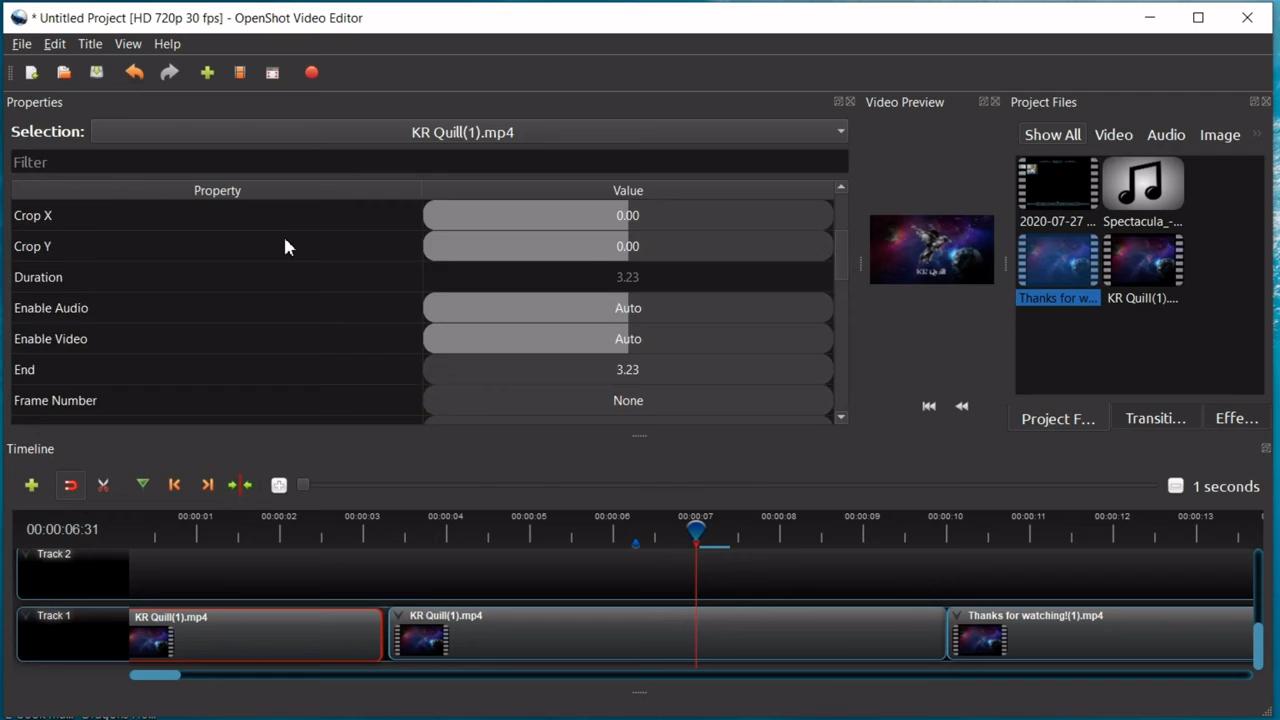 * Untitled Project [HD 720p 30 fps] - OpenShot Video Editor
File Edit Title View Help
Properties
Video Preview
Project Files
Selection: KR Quill(1).mp4
Show All Video Audio Image
Filter
Property Value
Crop X 0.00
Crop Y 0.00
Duration 3.23
Enable Audio Auto
Enable Video Auto
End 3.23
Frame Number None
KR Quill
2020-07-27 ... Spectacula_-...
Thanks for w... KR Quill(1)....
Project F... Transiti... Effe...
Timeline
1 seconds
00:00:06:31
00:00:01 00:00:02 00:00:03 00:00:04 00:00:05 00:00:06 00:00:07 00:00:08 00:00:09 00:00:10 00:00:11 00:00:12 00:00:13
Track 2
Track 1 KR Quill(1).mp4 KR Quill(1).mp4 Thanks for watching!(1).mp4